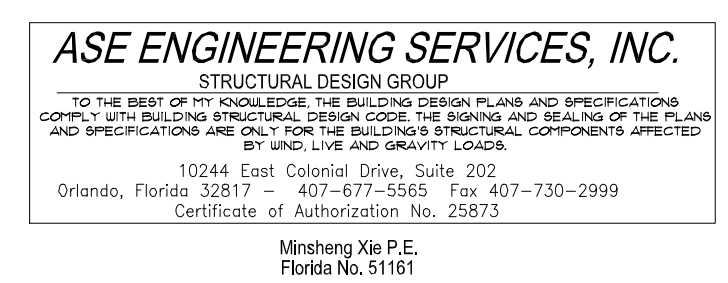 ASE ENGINEERING SERVICES, INC.
STRUCTURAL DESIGN GROUP
TO THE BEST OF MY KNOWLEDGE, THE BUILDING DESIGN PLANS AND SPECIFICATIONS
COMPLY WITH BUILDING STRUCTURAL DESIGN CODE. THE SIGNING AND SEALING OF THE PLANS
AND SPECIFICATIONS ARE ONLY FOR THE BUILDING'S STRUCTURAL COMPONENTS AFFECTED
BY WIND, LIVE AND GRAVITY LOADS.
10244 East Colonial Drive, Suite 202
Orlando, Florida 32817 – 407-677-5565 Fax 407-730-2999
Certificate of Authorization No. 25873
Minsheng Xie P.E.
Florida No. 51161